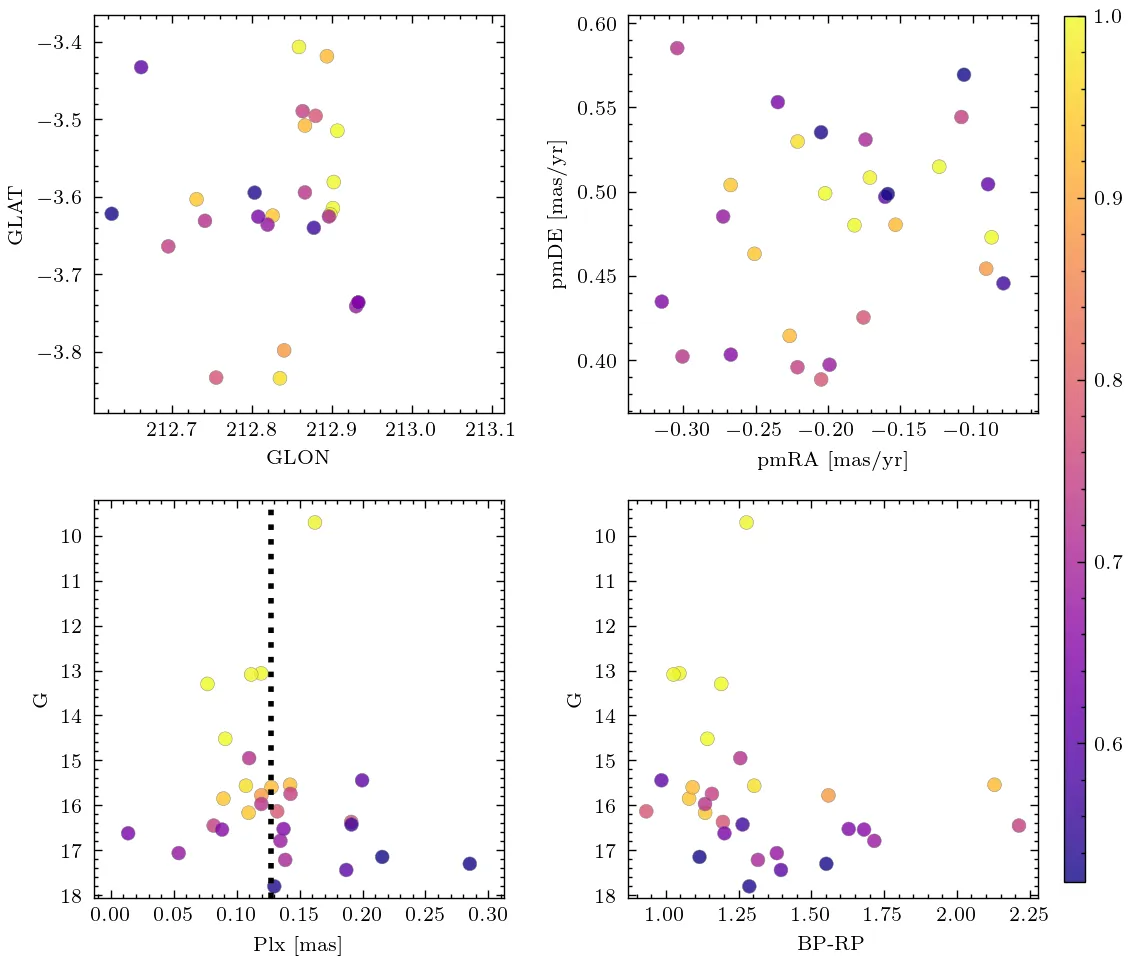 −3.4
−3.5
−3.6
−3.7
−3.8
GLAT
212.7 212.8 212.9 213.0 213.1
GLON
0.60
0.55
0.50
0.45
0.40
pmDE [mas/yr]
−0.30 −0.25 −0.20 −0.15 −0.10
pmRA [mas/yr]
10
11
12
13
14
15
16
17
18
G
0.00 0.05 0.10 0.15 0.20 0.25 0.30
Plx [mas]
10
11
12
13
14
15
16
17
18
G
1.00 1.25 1.50 1.75 2.00 2.25
BP-RP
1.0
0.9
0.8
0.7
0.6